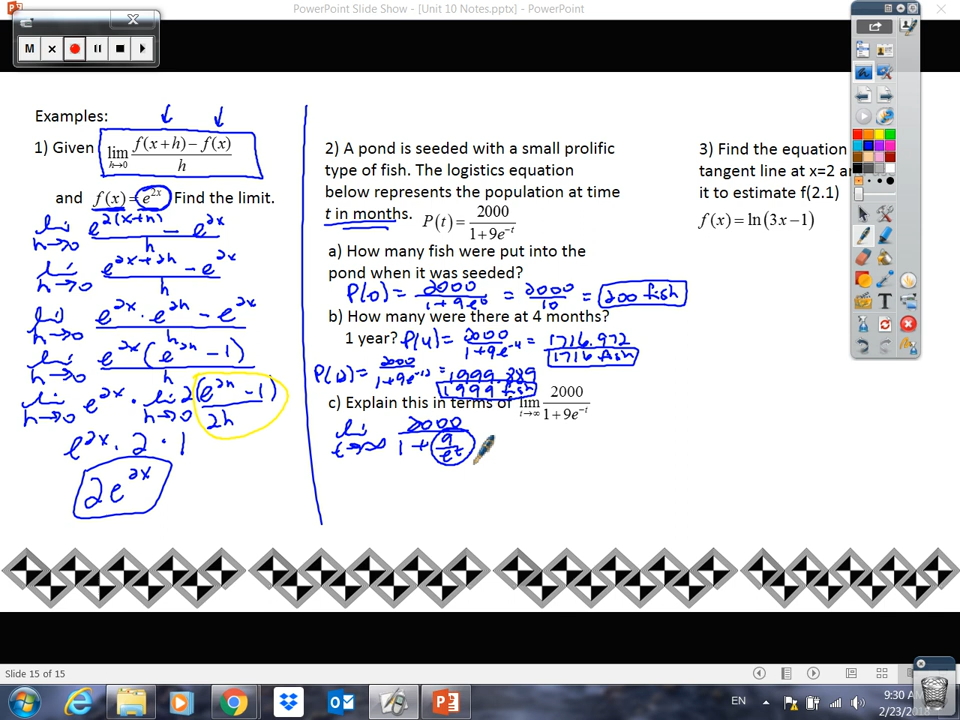 PowerPoint Slide Show - [Unit 10 Notes.pptx] - PowerPoint
M
Examples:
1) Given lim h→0 f(x+h)−f(x) / h
and f(x) = e^{2x} Find the limit.
li h→0 e^{2(x+h)} − e^{2x} / h
li h→0 e^{2x+2h} − e^{2x} / h
li h→0 e^{2x} · e^{2h} − e^{2x} / h
li h→0 e^{2x}(e^{2h} − 1) / h
li h→0 e^{2x} · li h→0 2(e^{2h} − 1) / 2h
e^{2x} · 2 · 1
2e^{2x}
2) A pond is seeded with a small prolific
type of fish. The logistics equation
below represents the population at time
t in months. P(t) = 2000 / 1+9e^{−t}
a) How many fish were put into the
pond when it was seeded?
P(0) = 2000 / 1+9e^0 = 2000 / 10 = 200 fish
b) How many were there at 4 months?
1 year? P(4) = 2000 / 1+9e^{−4} = 1716.972
1716 fish
P(12) = 2000 / 1+9e^{−12} = 1999.889
1999 fish
c) Explain this in terms of lim t→∞ 2000 / 1+9e^{−t}
li t→∞ 2000 / 1 + 9/e^t
3) Find the equation
tangent line at x=2 a
it to estimate f(2.1)
f(x) = ln(3x−1)
Slide 15 of 15
EN
9:30 AM
2/23/201